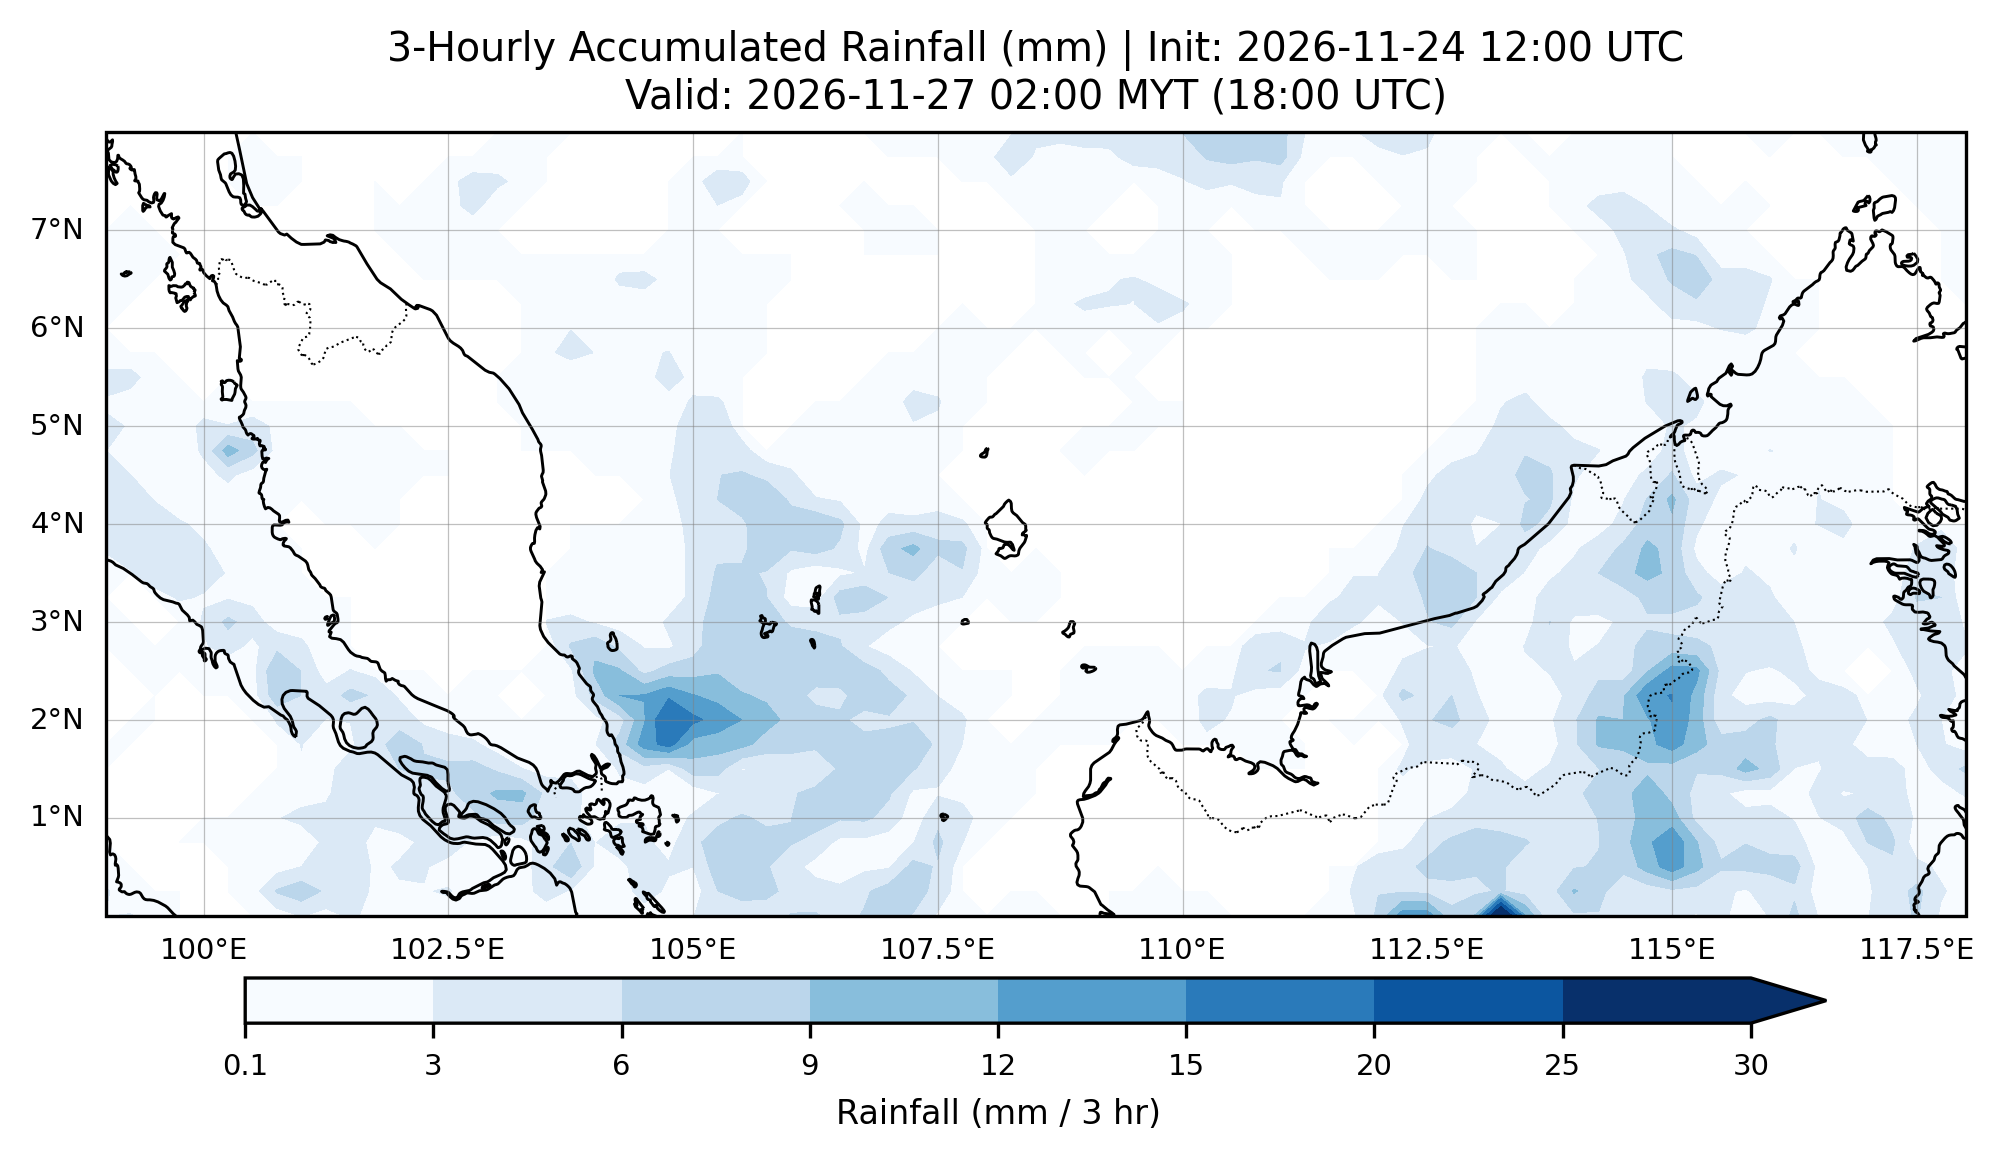 3-Hourly Accumulated Rainfall (mm) | Init: 2026-11-24 12:00 UTC
Valid: 2026-11-27 02:00 MYT (18:00 UTC)
7°N
6°N
5°N
4°N
3°N
2°N
1°N
100°E 102.5°E 105°E 107.5°E 110°E 112.5°E 115°E 117.5°E
0.1 3 6 9 12 15 20 25 30
Rainfall (mm / 3 hr)